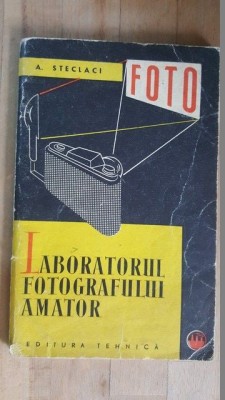 A. STECLACI
FOTO
LABORATORUL
FOTOGRAFULUI
AMATOR
EDITURA TEHNICĂ